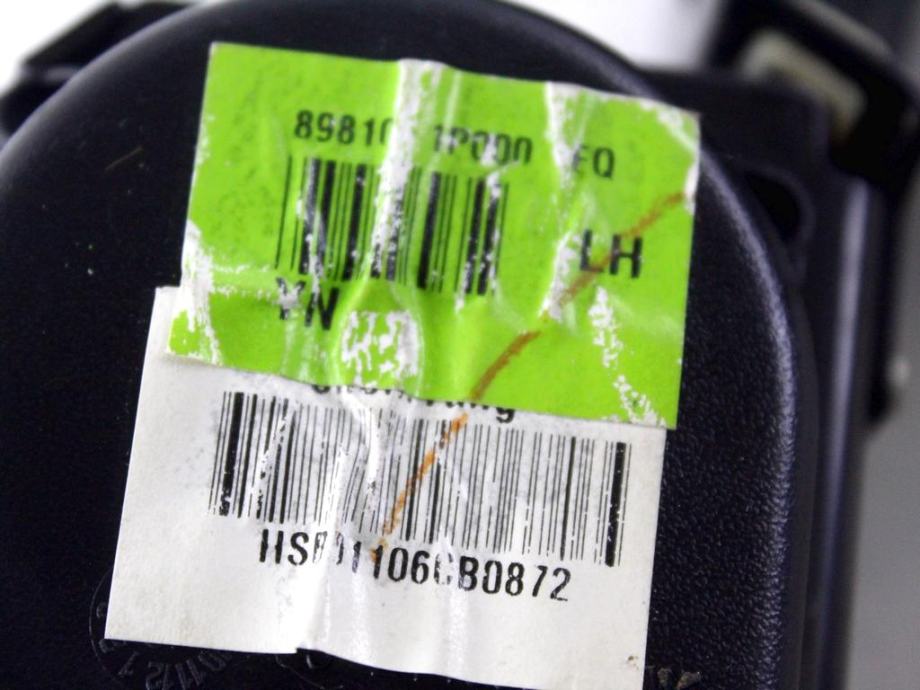 89810 1P000 EQ
LH
YN
HSB01106CB0872